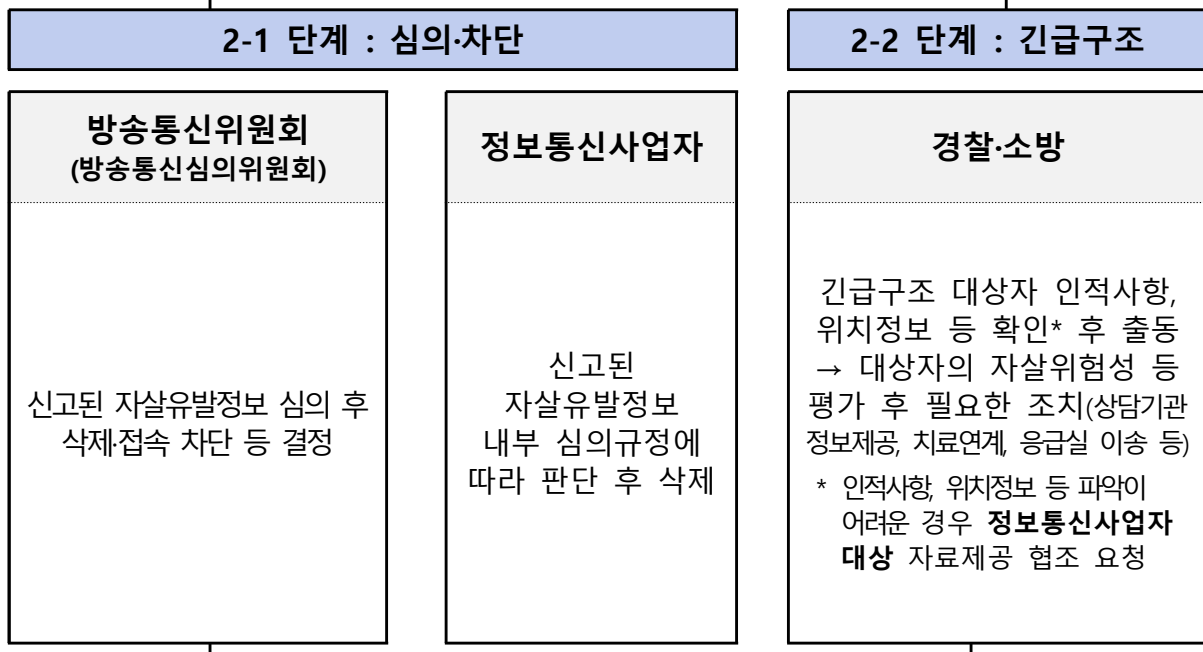 2-1 단계 : 심의·차단
방송통신위원회
(방송통신심의위원회)
신고된 자살유발정보 심의 후
삭제·접속 차단 등 결정
정보통신사업자
신고된
자살유발정보
내부 심의규정에
따라 판단 후 삭제
2-2 단계 : 긴급구조
경찰·소방
긴급구조 대상자 인적사항,
위치정보 등 확인* 후 출동
→ 대상자의 자살위험성 등
평가 후 필요한 조치(상담기관
정보제공, 치료연계, 응급실 이송 등)
* 인적사항, 위치정보 등 파악이
어려운 경우 정보통신사업자
대상 자료제공 협조 요청